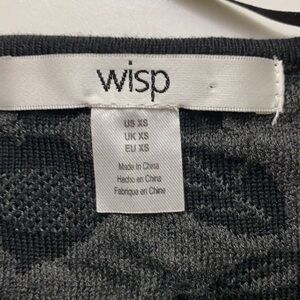 wisp
US XS
UK XS
EU XS
Made in China
Hecho en China
Fabriqué en Chine